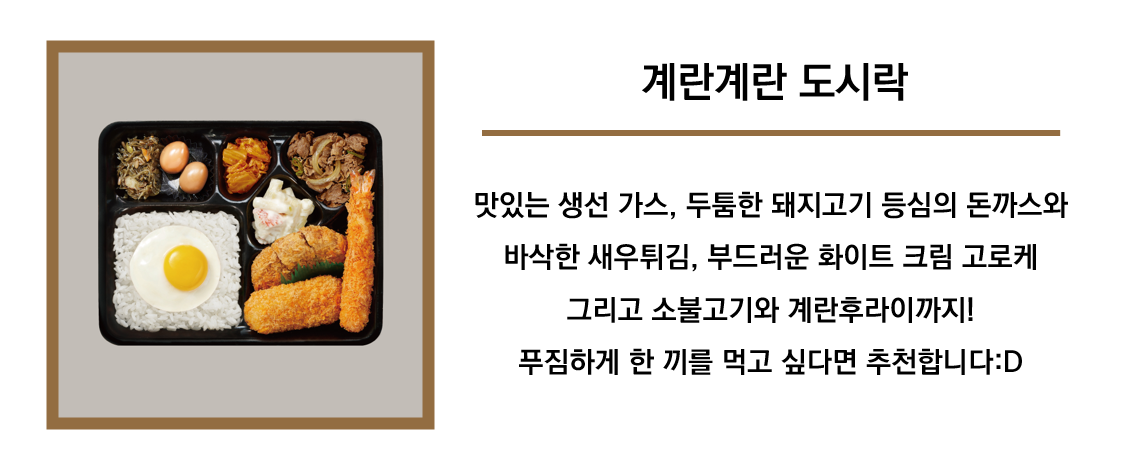 계란계란 도시락
맛있는 생선 가스, 두툼한 돼지고기 등심의 돈까스와
바삭한 새우튀김, 부드러운 화이트 크림 고로케
그리고 소불고기와 계란후라이까지!
푸짐하게 한 끼를 먹고 싶다면 추천합니다:D